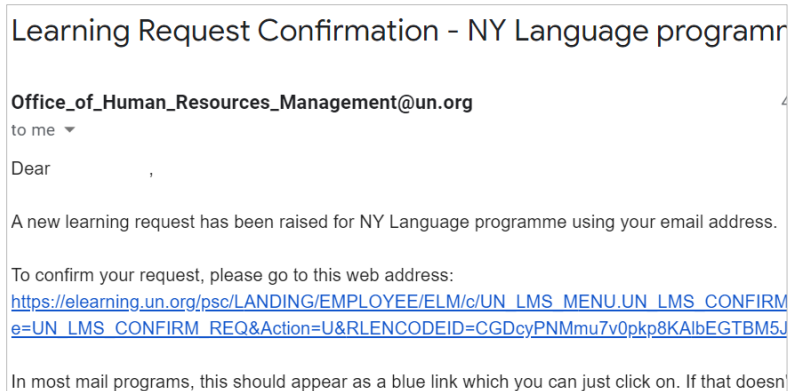 Learning Request Confirmation - NY Language
Office_of_Human_Resources_Management@un.org
to me
Dear ,
A new learning request has been raised for NY Language programme using your email address.
To confirm your request, please go to this web address:
https://elearning.un.org/psc/LANDING/EMPLOYEE/ELM/c/UN_LMS_MENU.UN_LMS_CONFIRM
e=UN_LMS_CONFIRM_REQ&Action=U&RLENCODEID=CGDcyPNMmu7v0pkp8KAlbEGTBM5J
In most mail programs, this should appear as a blue link which you can just click on. If that doesn'